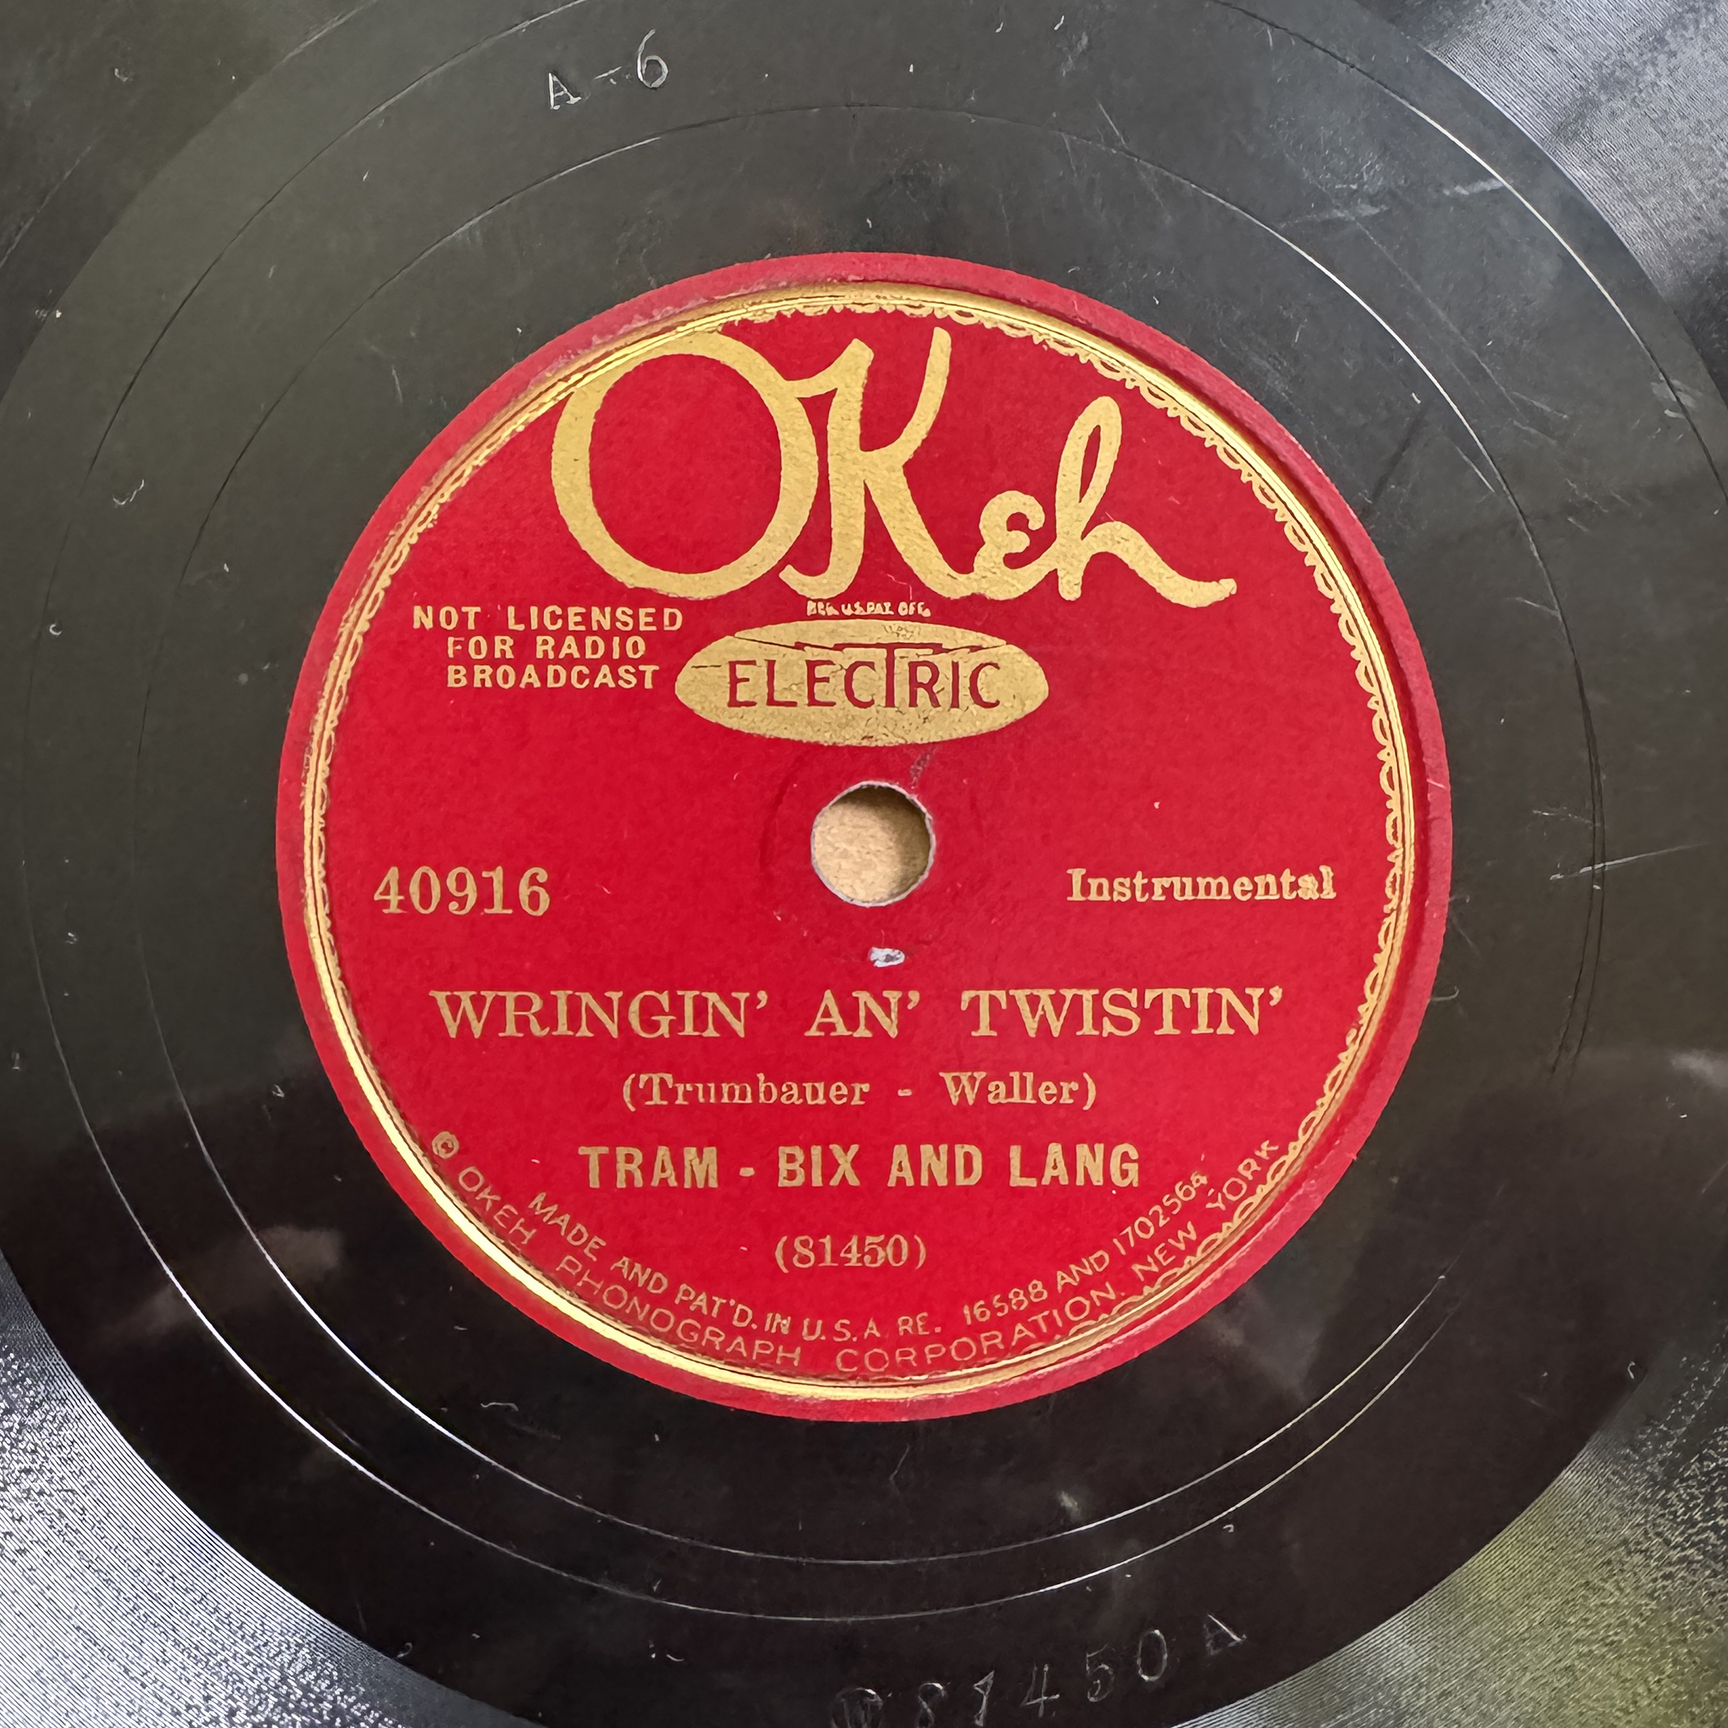 A-6
OKeh
REG. U.S. PAT. OFF.
NOT LICENSED
FOR RADIO
BROADCAST
ELECTRIC
40916
Instrumental
WRINGIN' AN' TWISTIN'
(Trumbauer - Waller)
TRAM - BIX AND LANG
(81450)
MADE AND PAT'D. IN U.S.A. RE. 16588 AND 1702564
© OKEH PHONOGRAPH CORPORATION. NEW YORK
W 81450 A